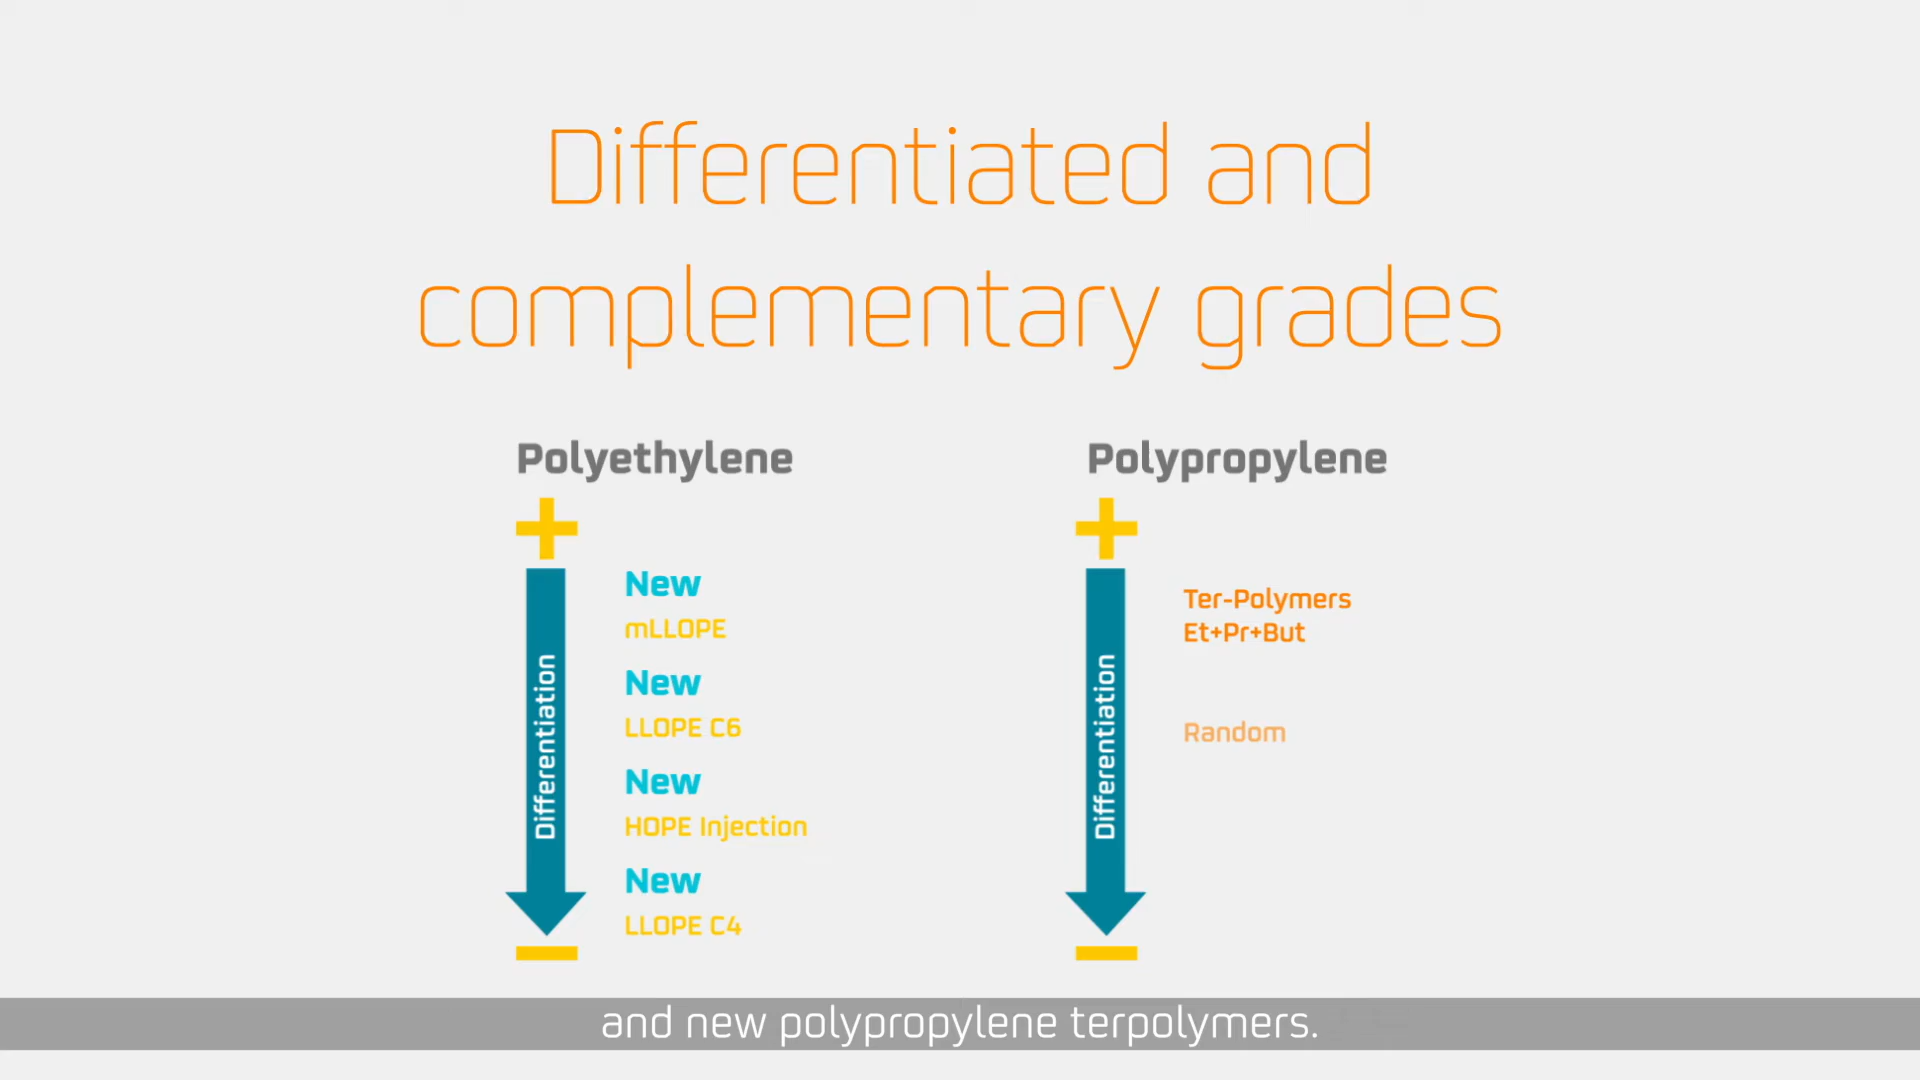 Differentiated and
complementary grades
Polyethylene
Differentiation
New
mLLOPE
New
LLOPE C6
New
HOPE Injection
New
LLOPE C4
Polypropylene
Differentiation
Ter-Polymers
Et+Pr+But
Random
and new polypropylene terpolymers.